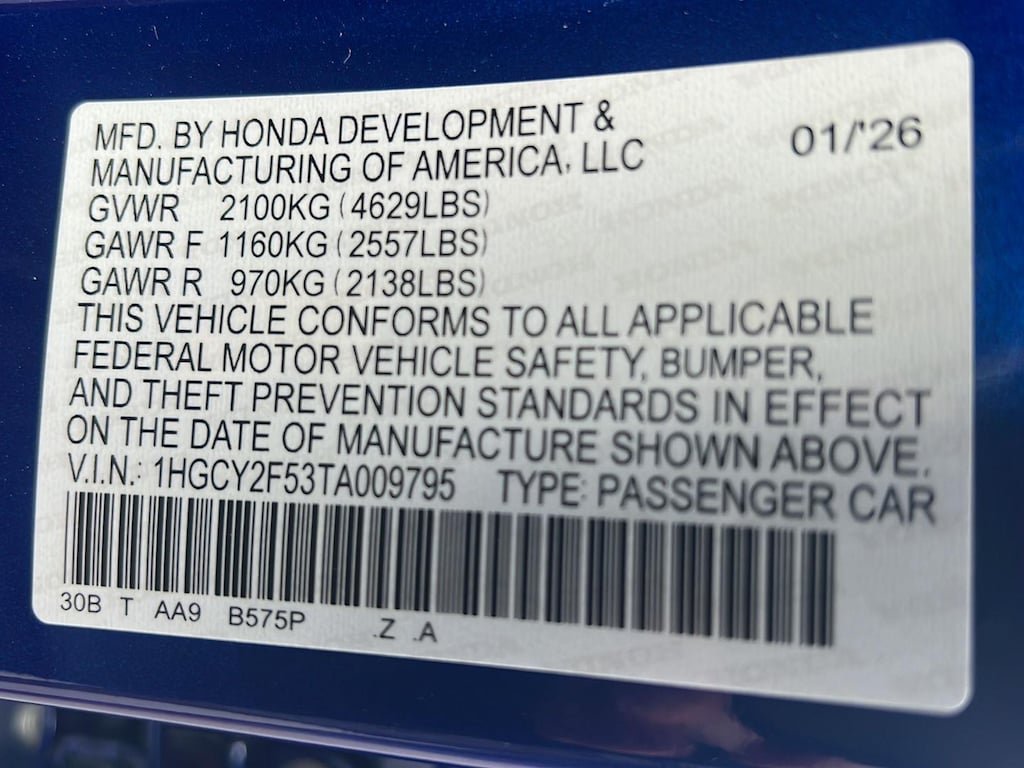 MFD. BY HONDA DEVELOPMENT &
MANUFACTURING OF AMERICA, LLC
01/'26
GVWR 2100KG (4629LBS)
GAWR F 1160KG (2557LBS)
GAWR R 970KG (2138LBS)
THIS VEHICLE CONFORMS TO ALL APPLICABLE
FEDERAL MOTOR VEHICLE SAFETY, BUMPER,
AND THEFT PREVENTION STANDARDS IN EFFECT
ON THE DATE OF MANUFACTURE SHOWN ABOVE.
V.I.N.: 1HGCY2F53TA009795 TYPE: PASSENGER CAR
30B T AA9 B575P .Z .A